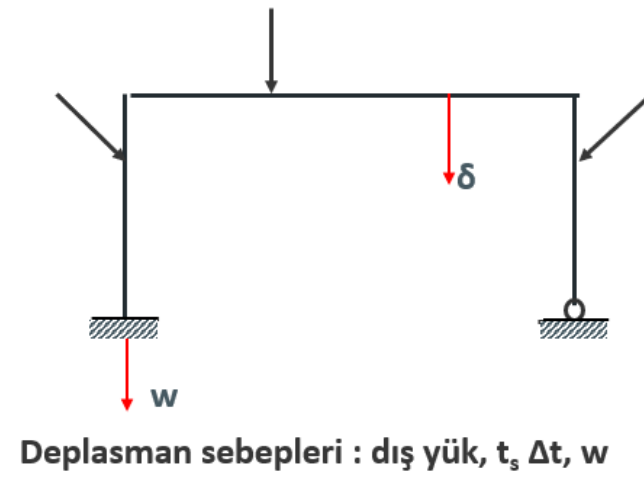 δ
w
Deplasman sebepleri : dış yük, tₛ Δt, w